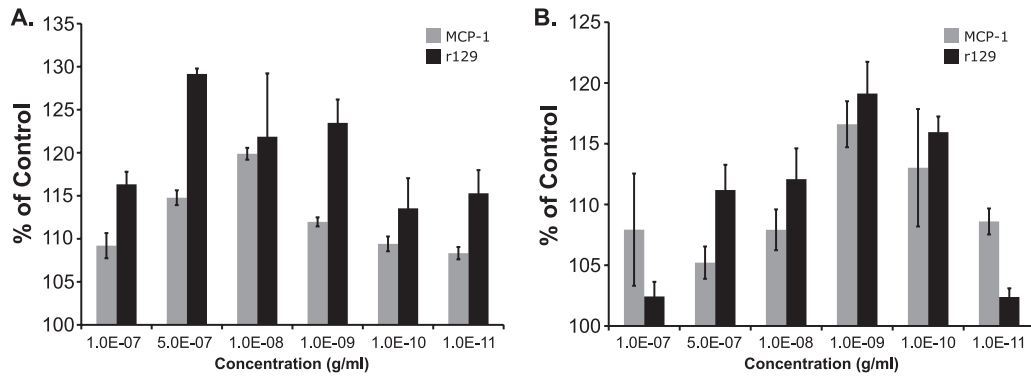 A.
% of Control
135
130
125
120
115
110
105
100
MCP-1
r129
1.0E-07 5.0E-07 1.0E-08 1.0E-09 1.0E-10 1.0E-11
Concentration (g/ml)
B.
% of Control
125
120
115
110
105
100
MCP-1
r129
1.0E-07 5.0E-07 1.0E-08 1.0E-09 1.0E-10 1.0E-11
Concentration (g/ml)